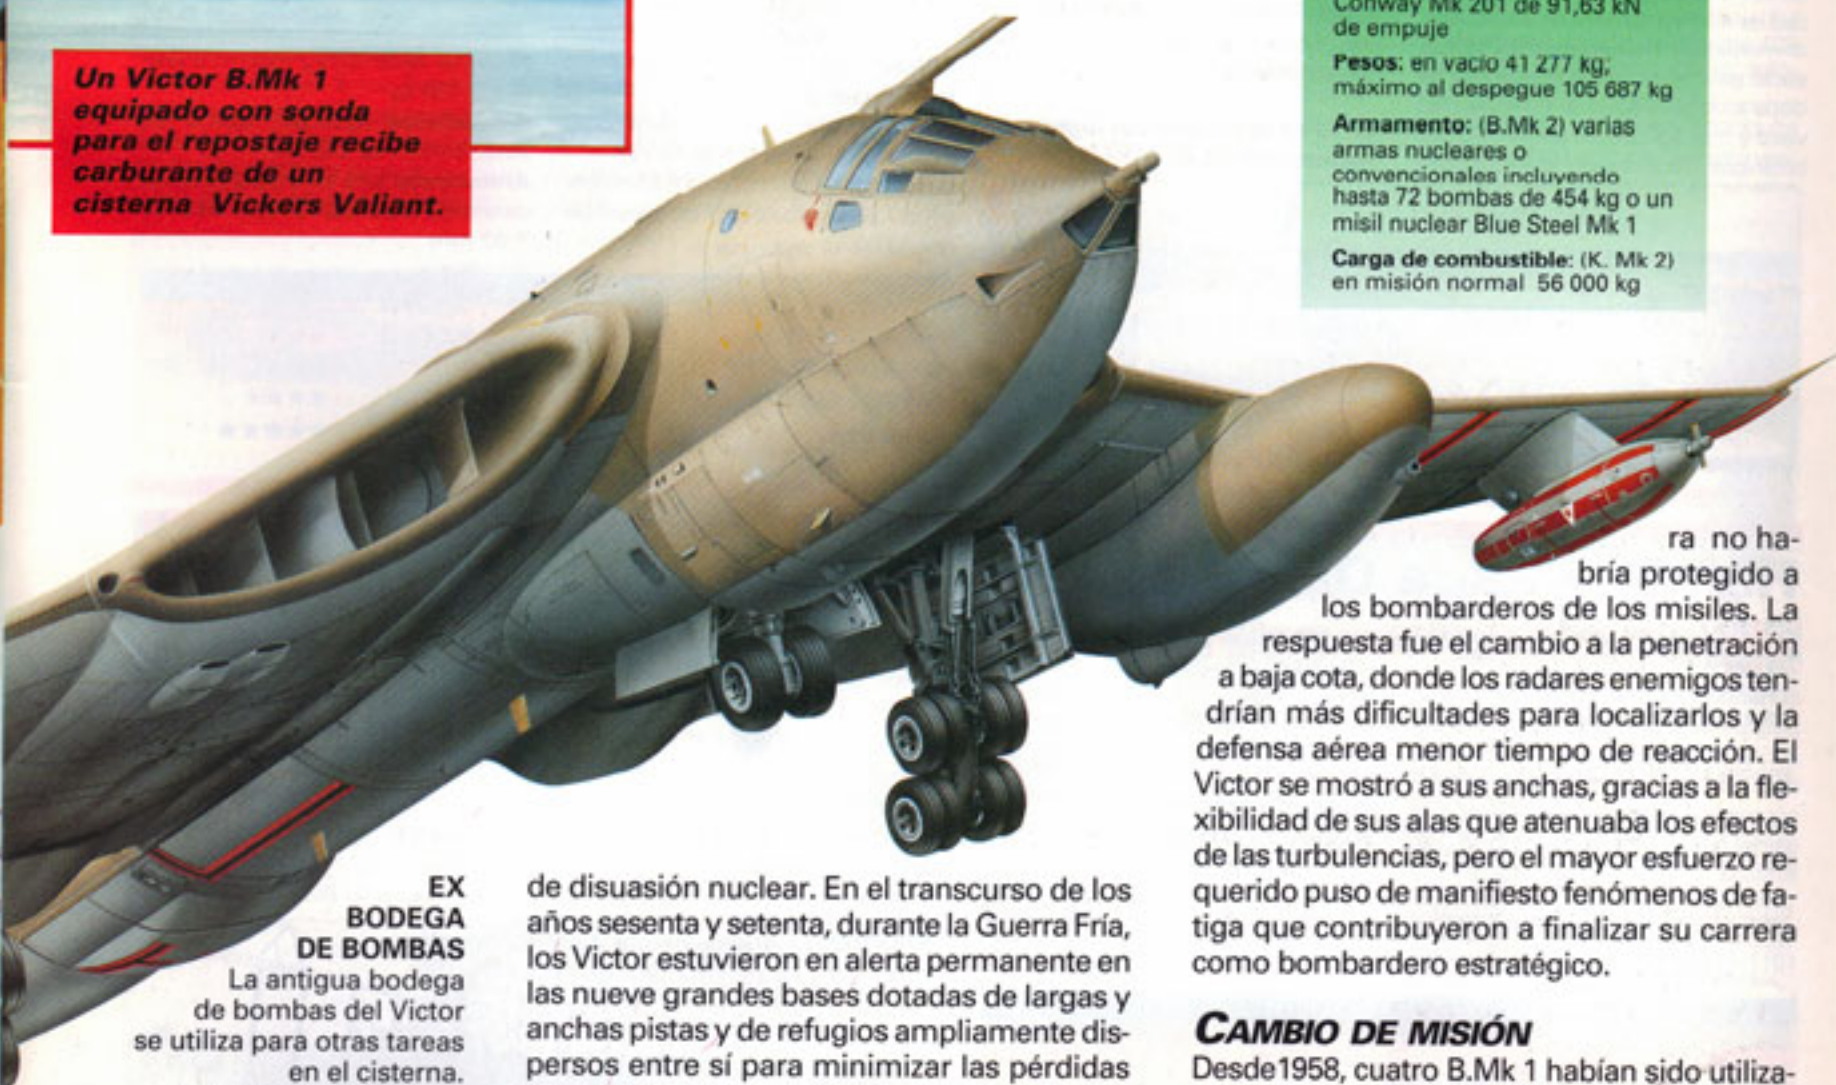 Un Victor B.Mk 1
equipado con sonda
para el repostaje recibe
carburante de un
cisterna Vickers Valiant.
Conway Mk 201 de 91,63 kN
de empuje
Pesos: en vacío 41 277 kg;
máximo al despegue 105 687 kg
Armamento: (B.Mk 2) varias
armas nucleares o
convencionales incluyendo
hasta 72 bombas de 454 kg o un
misil nuclear Blue Steel Mk 1
Carga de combustible: (K. Mk 2)
en misión normal 56 000 kg
EX
BODEGA
DE BOMBAS
La antigua bodega
de bombas del Victor
se utiliza para otras tareas
en el cisterna.
de disuasión nuclear. En el transcurso de los
años sesenta y setenta, durante la Guerra Fría,
los Victor estuvieron en alerta permanente en
las nueve grandes bases dotadas de largas y
anchas pistas y de refugios ampliamente dis-
persos entre sí para minimizar las pérdidas
ra no ha-
bría protegido a
los bombarderos de los misiles. La
respuesta fue el cambio a la penetración
a baja cota, donde los radares enemigos ten-
drían más dificultades para localizarlos y la
defensa aérea menor tiempo de reacción. El
Victor se mostró a sus anchas, gracias a la fle-
xibilidad de sus alas que atenuaba los efectos
de las turbulencias, pero el mayor esfuerzo re-
querido puso de manifiesto fenómenos de fa-
tiga que contribuyeron a finalizar su carrera
como bombardero estratégico.
CAMBIO DE MISIÓN
Desde1958, cuatro B.Mk 1 habían sido utiliza-